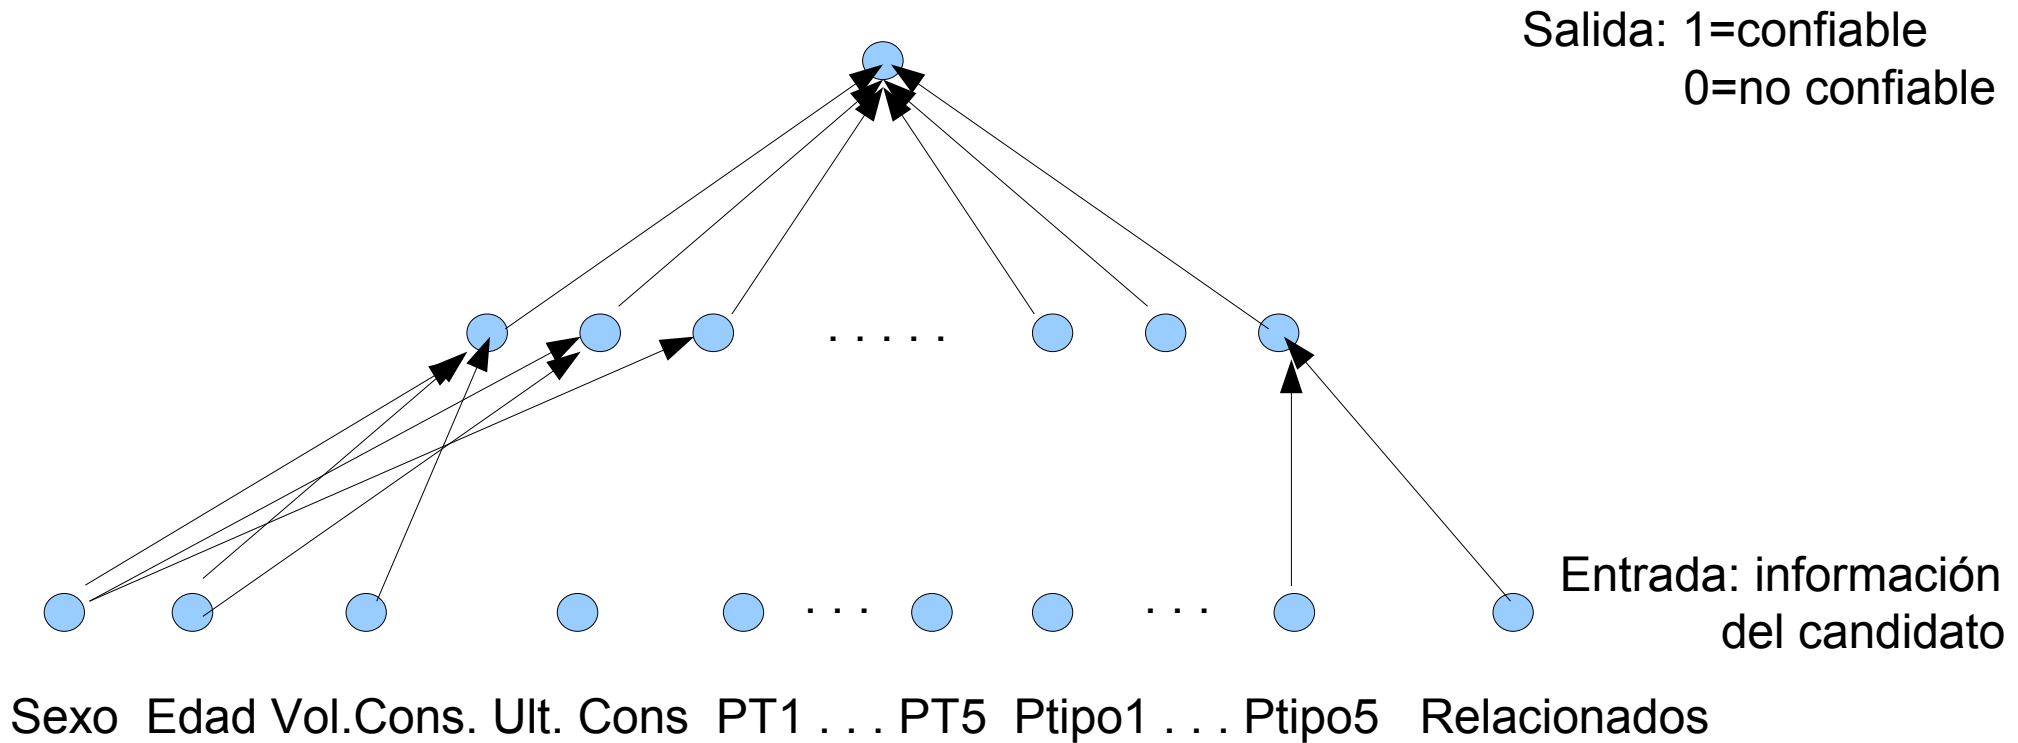 Salida: 1=confiable
0=no confiable
. . . . .
Entrada: información
del candidato
. . . . . .
Sexo Edad Vol.Cons. Ult. Cons PT1 . . . PT5 Ptipo1 . . . Ptipo5 Relacionados